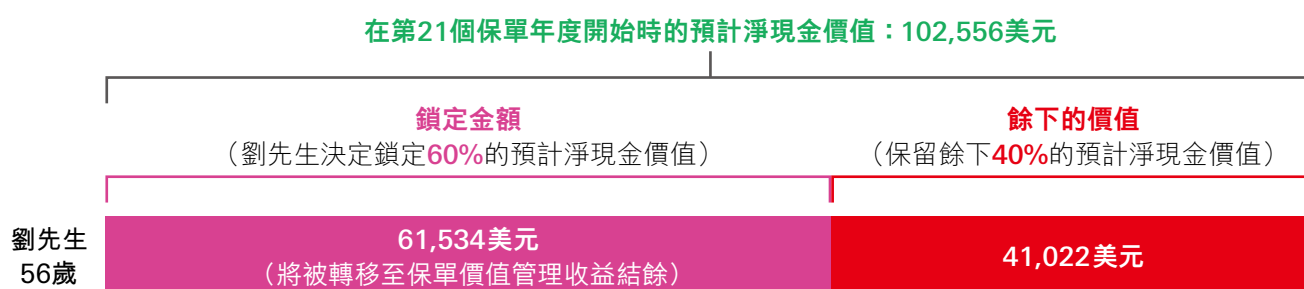 在第21個保單年度開始時的預計淨現金價值：102,556美元
鎖定金額
（劉先生決定鎖定60%的預計淨現金價值）
餘下的價值
（保留餘下40%的預計淨現金價值）
劉先生
56歲
61,534美元
（將被轉移至保單價值管理收益結餘）
41,022美元